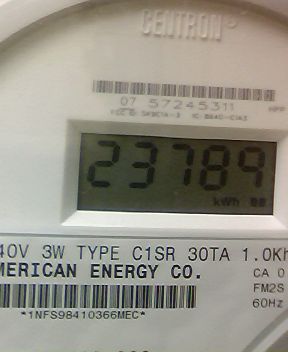 CENTRON
07 57245311
23789
kWh
40V 3W TYPE C1SR 30TA 1.0Kh
MERICAN ENERGY CO.
CA 0
FM2S
60Hz
*1NFS98410366MEC*